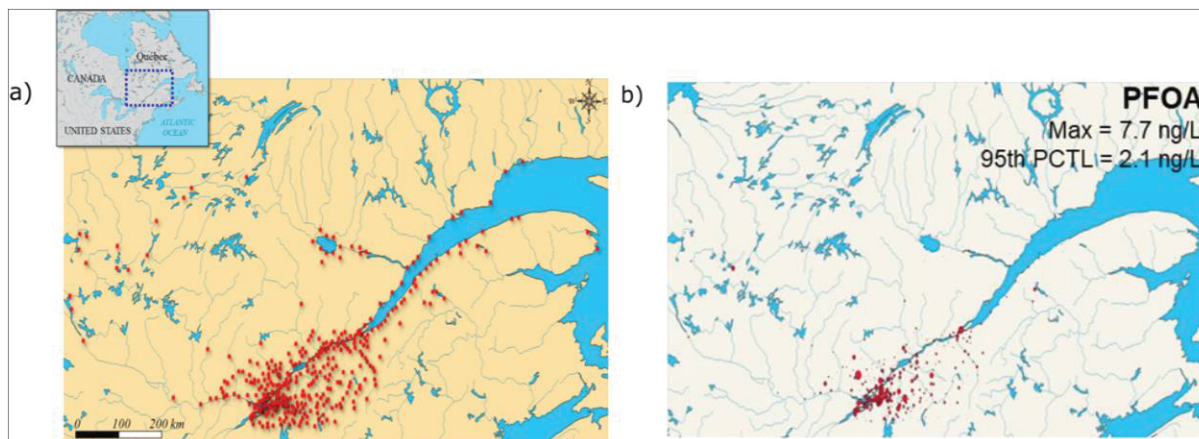 a)
Québec
CANADA
UNITED STATES
ATLANTIC
OCEAN
0 100 200 km
b)
PFOA
Max = 7.7 ng/L
95th PCTL = 2.1 ng/L